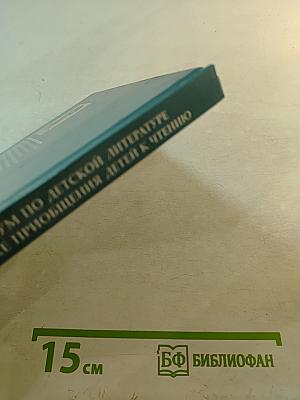 УМ ПО ДЕТСКОЙ ЛИТЕРАТУРЕ
ПРИОБЩЕНИЯ ДЕТЕЙ К ЧТЕНИЮ
15 см
БФ БИБЛИОФАН